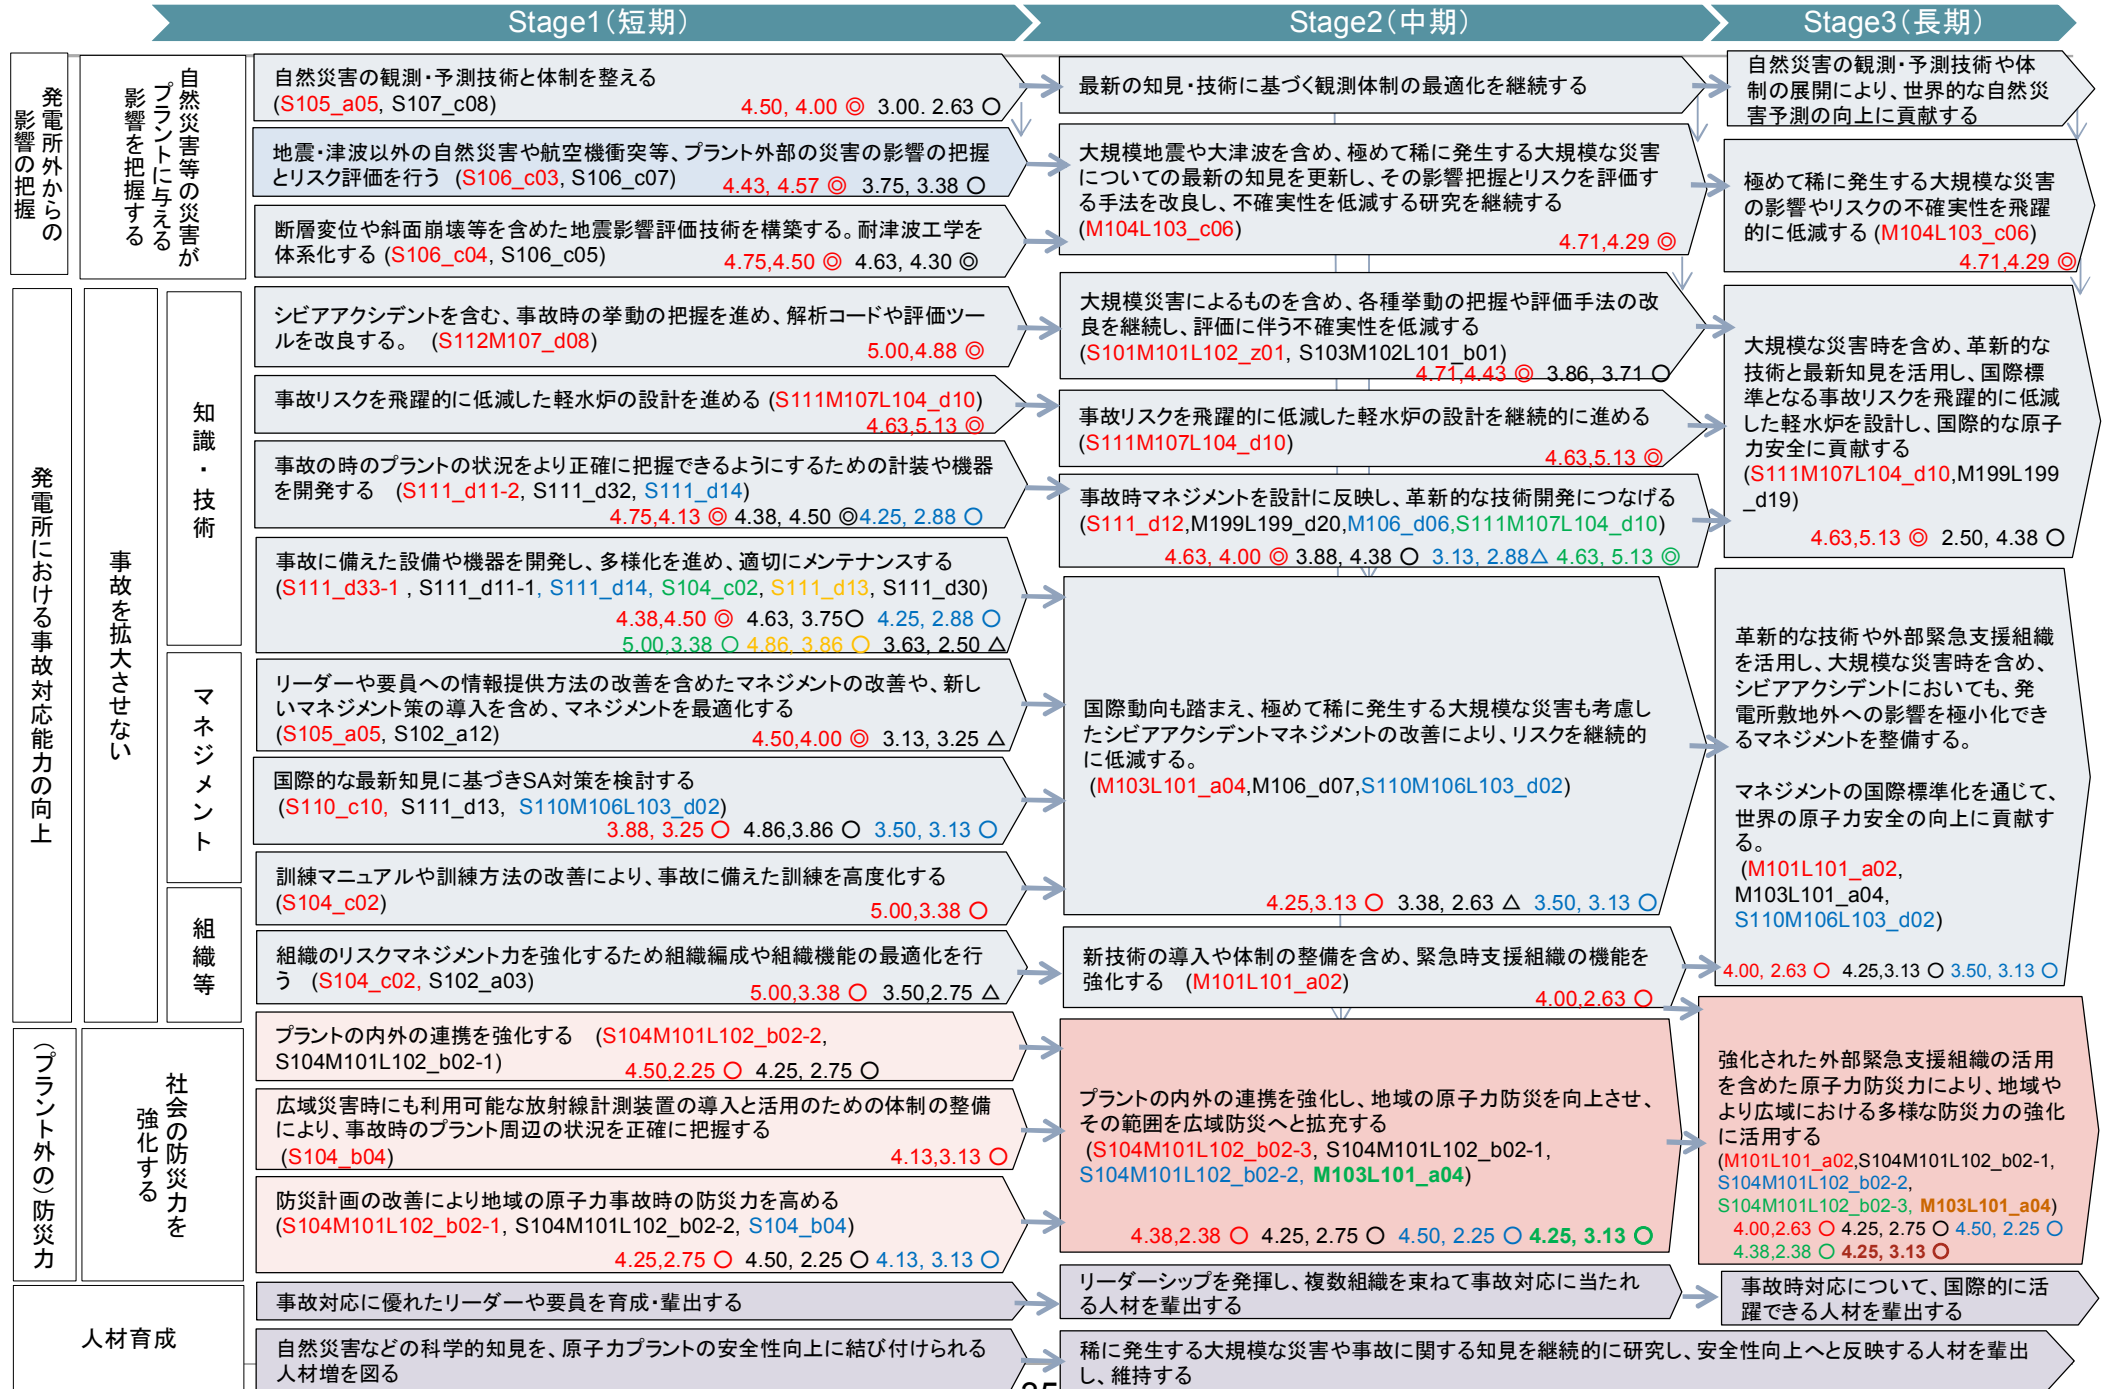 Stage1（短期）
Stage2（中期）
Stage3（長期）
発電所外からの
影響の把握
自然災害等の災害が
プラントに与える
影響を把握する
自然災害の観測・予測技術と体制を整える
(S105_a05, S107_c08)
4.50, 4.00 ◎ 3.00. 2.63 ○
最新の知見・技術に基づく観測体制の最適化を継続する
自然災害の観測・予測技術や体
制の展開により、世界的な自然災
害予測の向上に貢献する
地震・津波以外の自然災害や航空機衝突等、プラント外部の災害の影響の把握
とリスク評価を行う (S106_c03, S106_c07)
4.43, 4.57 ◎ 3.75, 3.38 ○
断層変位や斜面崩壊等を含めた地震影響評価技術を構築する。耐津波工学を
体系化する (S106_c04, S106_c05)
4.75,4.50 ◎ 4.63, 4.30 ◎
大規模地震や大津波を含め、極めて稀に発生する大規模な災害
についての最新の知見を更新し、その影響把握とリスクを評価す
る手法を改良し、不確実性を低減する研究を継続する
(M104L103_c06)
4.71,4.29 ◎
極めて稀に発生する大規模な災害
の影響やリスクの不確実性を飛躍
的に低減する (M104L103_c06)
4.71,4.29 ◎
発電所における事故対応能力の向上
事故を拡大させない
知識・技術
シビアアクシデントを含む、事故時の挙動の把握を進め、解析コードや評価ツー
ルを改良する。 (S112M107_d08)
5.00,4.88 ◎
大規模災害によるものを含め、各種挙動の把握や評価手法の改
良を継続し、評価に伴う不確実性を低減する
(S101M101L102_z01, S103M102L101_b01)
4.71,4.43 ◎ 3.86, 3.71 ○
事故リスクを飛躍的に低減した軽水炉の設計を進める (S111M107L104_d10)
4.63,5.13 ◎
事故リスクを飛躍的に低減した軽水炉の設計を継続的に進める
(S111M107L104_d10)
4.63,5.13 ◎
大規模な災害時を含め、革新的な
技術と最新知見を活用し、国際標
準となる事故リスクを飛躍的に低減
した軽水炉を設計し、国際的な原子
力安全に貢献する
(S111M107L104_d10,M199L199
_d19)
4.63,5.13 ◎ 2.50, 4.38 ○
事故の時のプラントの状況をより正確に把握できるようにするための計装や機器
を開発する (S111_d11-2, S111_d32, S111_d14)
4.75,4.13 ◎ 4.38, 4.50 ◎4.25, 2.88 ○
事故時マネジメントを設計に反映し、革新的な技術開発につなげる
(S111_d12,M199L199_d20,M106_d06,S111M107L104_d10)
4.63, 4.00 ◎ 3.88, 4.38 ○ 3.13, 2.88△ 4.63, 5.13 ◎
事故に備えた設備や機器を開発し、多様化を進め、適切にメンテナンスする
(S111_d33-1 , S111_d11-1, S111_d14, S104_c02, S111_d13, S111_d30)
4.38,4.50 ◎ 4.63, 3.75○ 4.25, 2.88 ○
5.00,3.38 ○ 4.86, 3.86 ○ 3.63, 2.50 △
マネジメント
リーダーや要員への情報提供方法の改善を含めたマネジメントの改善や、新し
いマネジメント策の導入を含め、マネジメントを最適化する
(S105_a05, S102_a12)
4.50,4.00 ◎ 3.13, 3.25 △
国際的な最新知見に基づきSA対策を検討する
(S110_c10, S111_d13, S110M106L103_d02)
3.88, 3.25 ○ 4.86,3.86 ○ 3.50, 3.13 ○
訓練マニュアルや訓練方法の改善により、事故に備えた訓練を高度化する
(S104_c02)
5.00,3.38 ○
国際動向も踏まえ、極めて稀に発生する大規模な災害も考慮し
たシビアアクシデントマネジメントの改善により、リスクを継続的
に低減する。
(M103L101_a04,M106_d07,S110M106L103_d02)
4.25,3.13 ○ 3.38, 2.63 △ 3.50, 3.13 ○
革新的な技術や外部緊急支援組織
を活用し、大規模な災害時を含め、
シビアアクシデントにおいても、発
電所敷地外への影響を極小化でき
るマネジメントを整備する。
マネジメントの国際標準化を通じて、
世界の原子力安全の向上に貢献す
る。
(M101L101_a02,
M103L101_a04,
S110M106L103_d02)
4.00, 2.63 ○ 4.25,3.13 ○ 3.50, 3.13 ○
組織等
組織のリスクマネジメント力を強化するため組織編成や組織機能の最適化を行
う (S104_c02, S102_a03)
5.00,3.38 ○ 3.50,2.75 △
新技術の導入や体制の整備を含め、緊急時支援組織の機能を
強化する (M101L101_a02)
4.00,2.63 ○
（プラント外の）防災力
社会の防災力を
強化する
プラントの内外の連携を強化する (S104M101L102_b02-2,
S104M101L102_b02-1)
4.50,2.25 ○ 4.25, 2.75 ○
広域災害時にも利用可能な放射線計測装置の導入と活用のための体制の整備
により、事故時のプラント周辺の状況を正確に把握する
(S104_b04)
4.13,3.13 ○
防災計画の改善により地域の原子力事故時の防災力を高める
(S104M101L102_b02-1, S104M101L102_b02-2, S104_b04)
4.25,2.75 ○ 4.50, 2.25 ○ 4.13, 3.13 ○
プラントの内外の連携を強化し、地域の原子力防災を向上させ、
その範囲を広域防災へと拡充する
(S104M101L102_b02-3, S104M101L102_b02-1,
S104M101L102_b02-2, M103L101_a04)
4.38,2.38 ○ 4.25, 2.75 ○ 4.50, 2.25 ○ 4.25, 3.13 ○
強化された外部緊急支援組織の活用
を含めた原子力防災力により、地域や
より広域における多様な防災力の強化
に活用する
(M101L101_a02,S104M101L102_b02-1,
S104M101L102_b02-2,
S104M101L102_b02-3, M103L101_a04)
4.00,2.63 ○ 4.25, 2.75 ○ 4.50, 2.25 ○
4.38,2.38 ○ 4.25, 3.13 ○
人材育成
事故対応に優れたリーダーや要員を育成・輩出する
リーダーシップを発揮し、複数組織を束ねて事故対応に当たれ
る人材を輩出する
事故時対応について、国際的に活
躍できる人材を輩出する
自然災害などの科学的知見を、原子力プラントの安全性向上に結び付けられる
人材増を図る
稀に発生する大規模な災害や事故に関する知見を継続的に研究し、安全性向上へと反映する人材を輩出
し、維持する